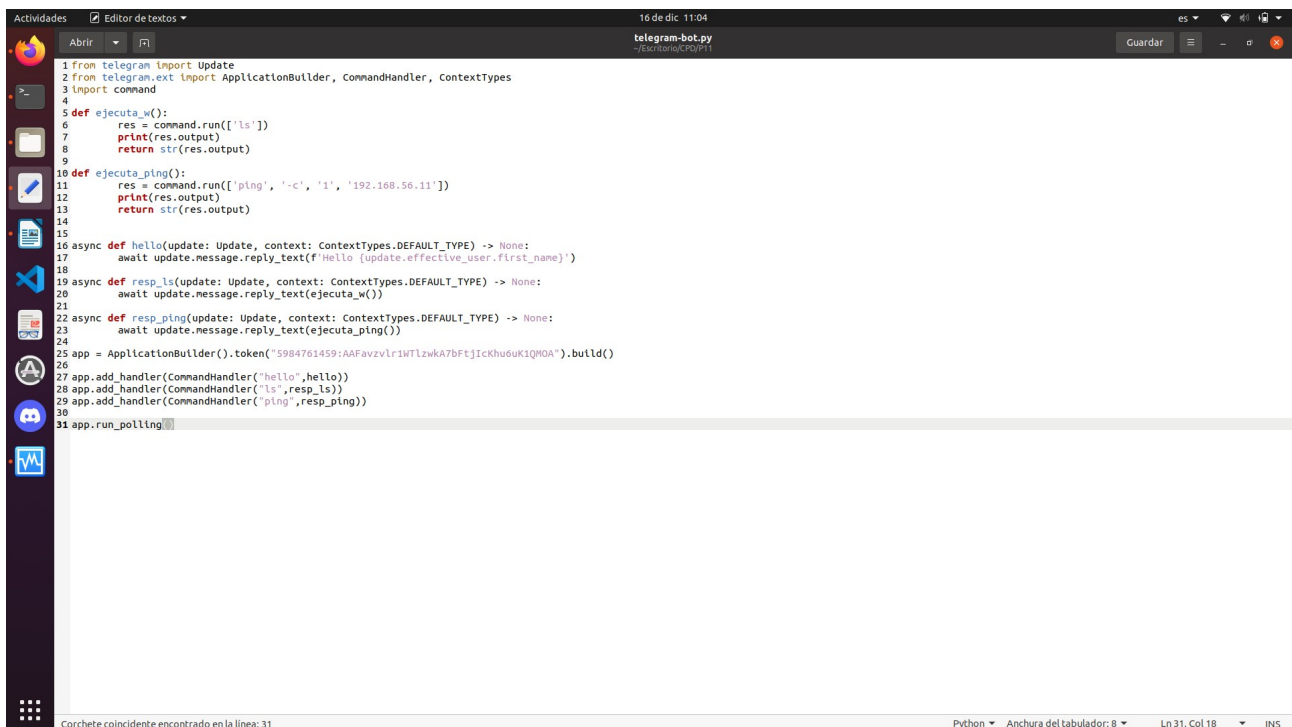 Actividades Editor de textos 16 de dic 11:04 es
Abrir telegram-bot.py Guardar
~/Escritorio/CPD/P11
1 from telegram import Update
2 from telegram.ext import ApplicationBuilder, CommandHandler, ContextTypes
3 import command
4
5 def ejecuta_w():
6 res = command.run(['ls'])
7 print(res.output)
8 return str(res.output)
9
10 def ejecuta_ping():
11 res = command.run(['ping', '-c', '1', '192.168.56.11'])
12 print(res.output)
13 return str(res.output)
14
15
16 async def hello(update: Update, context: ContextTypes.DEFAULT_TYPE) -> None:
17 await update.message.reply_text(f'Hello {update.effective_user.first_name}')
18
19 async def resp_ls(update: Update, context: ContextTypes.DEFAULT_TYPE) -> None:
20 await update.message.reply_text(ejecuta_w())
21
22 async def resp_ping(update: Update, context: ContextTypes.DEFAULT_TYPE) -> None:
23 await update.message.reply_text(ejecuta_ping())
24
25 app = ApplicationBuilder().token("5984761459:AAFavzvlr1WTlzwkA7bFtjIcKhu6uK1QMOA").build()
26
27 app.add_handler(CommandHandler("hello",hello))
28 app.add_handler(CommandHandler("ls",resp_ls))
29 app.add_handler(CommandHandler("ping",resp_ping))
30
31 app.run_polling()
Corchete coincidente encontrado en la línea: 31 Python Anchura del tabulador: 8 Ln 31, Col 18 INS